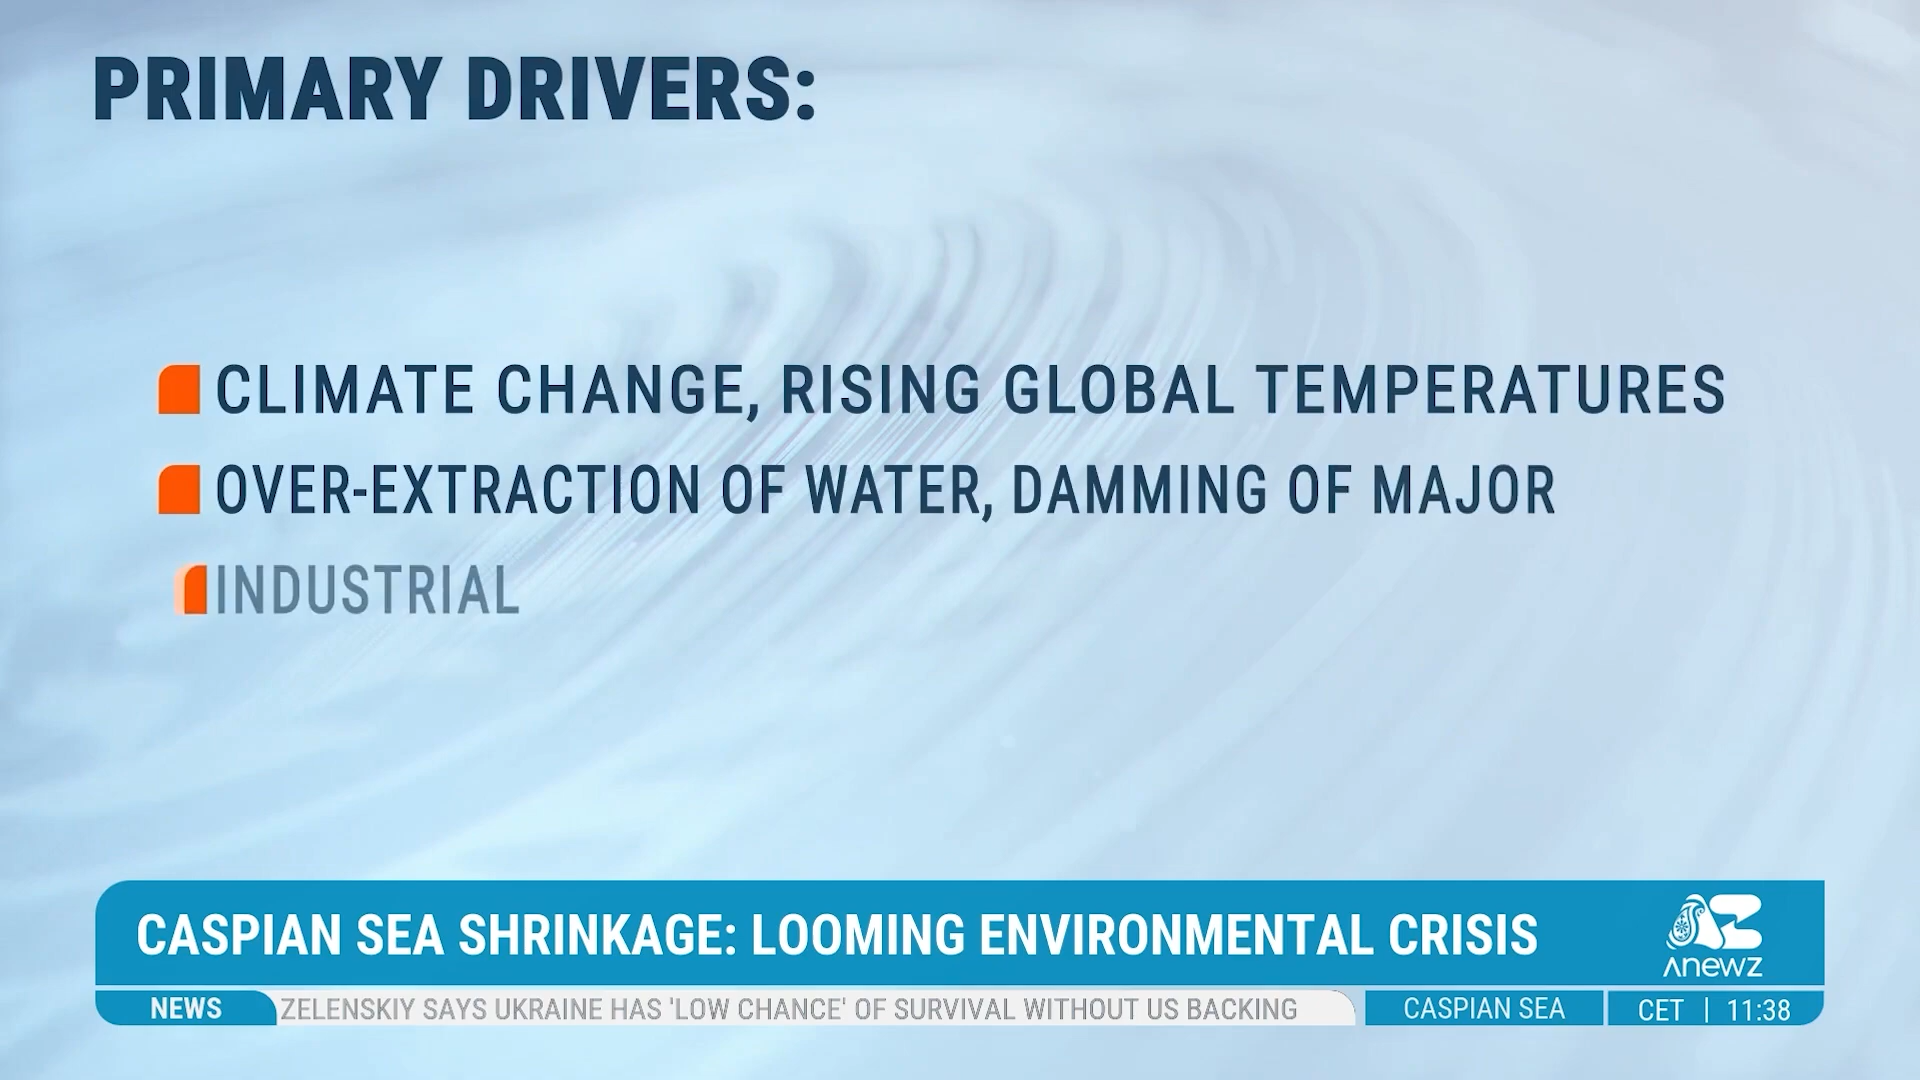 PRIMARY DRIVERS:
CLIMATE CHANGE, RISING GLOBAL TEMPERATURES
OVER-EXTRACTION OF WATER, DAMMING OF MAJOR
INDUSTRIAL
CASPIAN SEA SHRINKAGE: LOOMING ENVIRONMENTAL CRISIS
ANEWZ
NEWS
ZELENSKIY SAYS UKRAINE HAS 'LOW CHANCE' OF SURVIVAL WITHOUT US BACKING
CASPIAN SEA
CET | 11:38